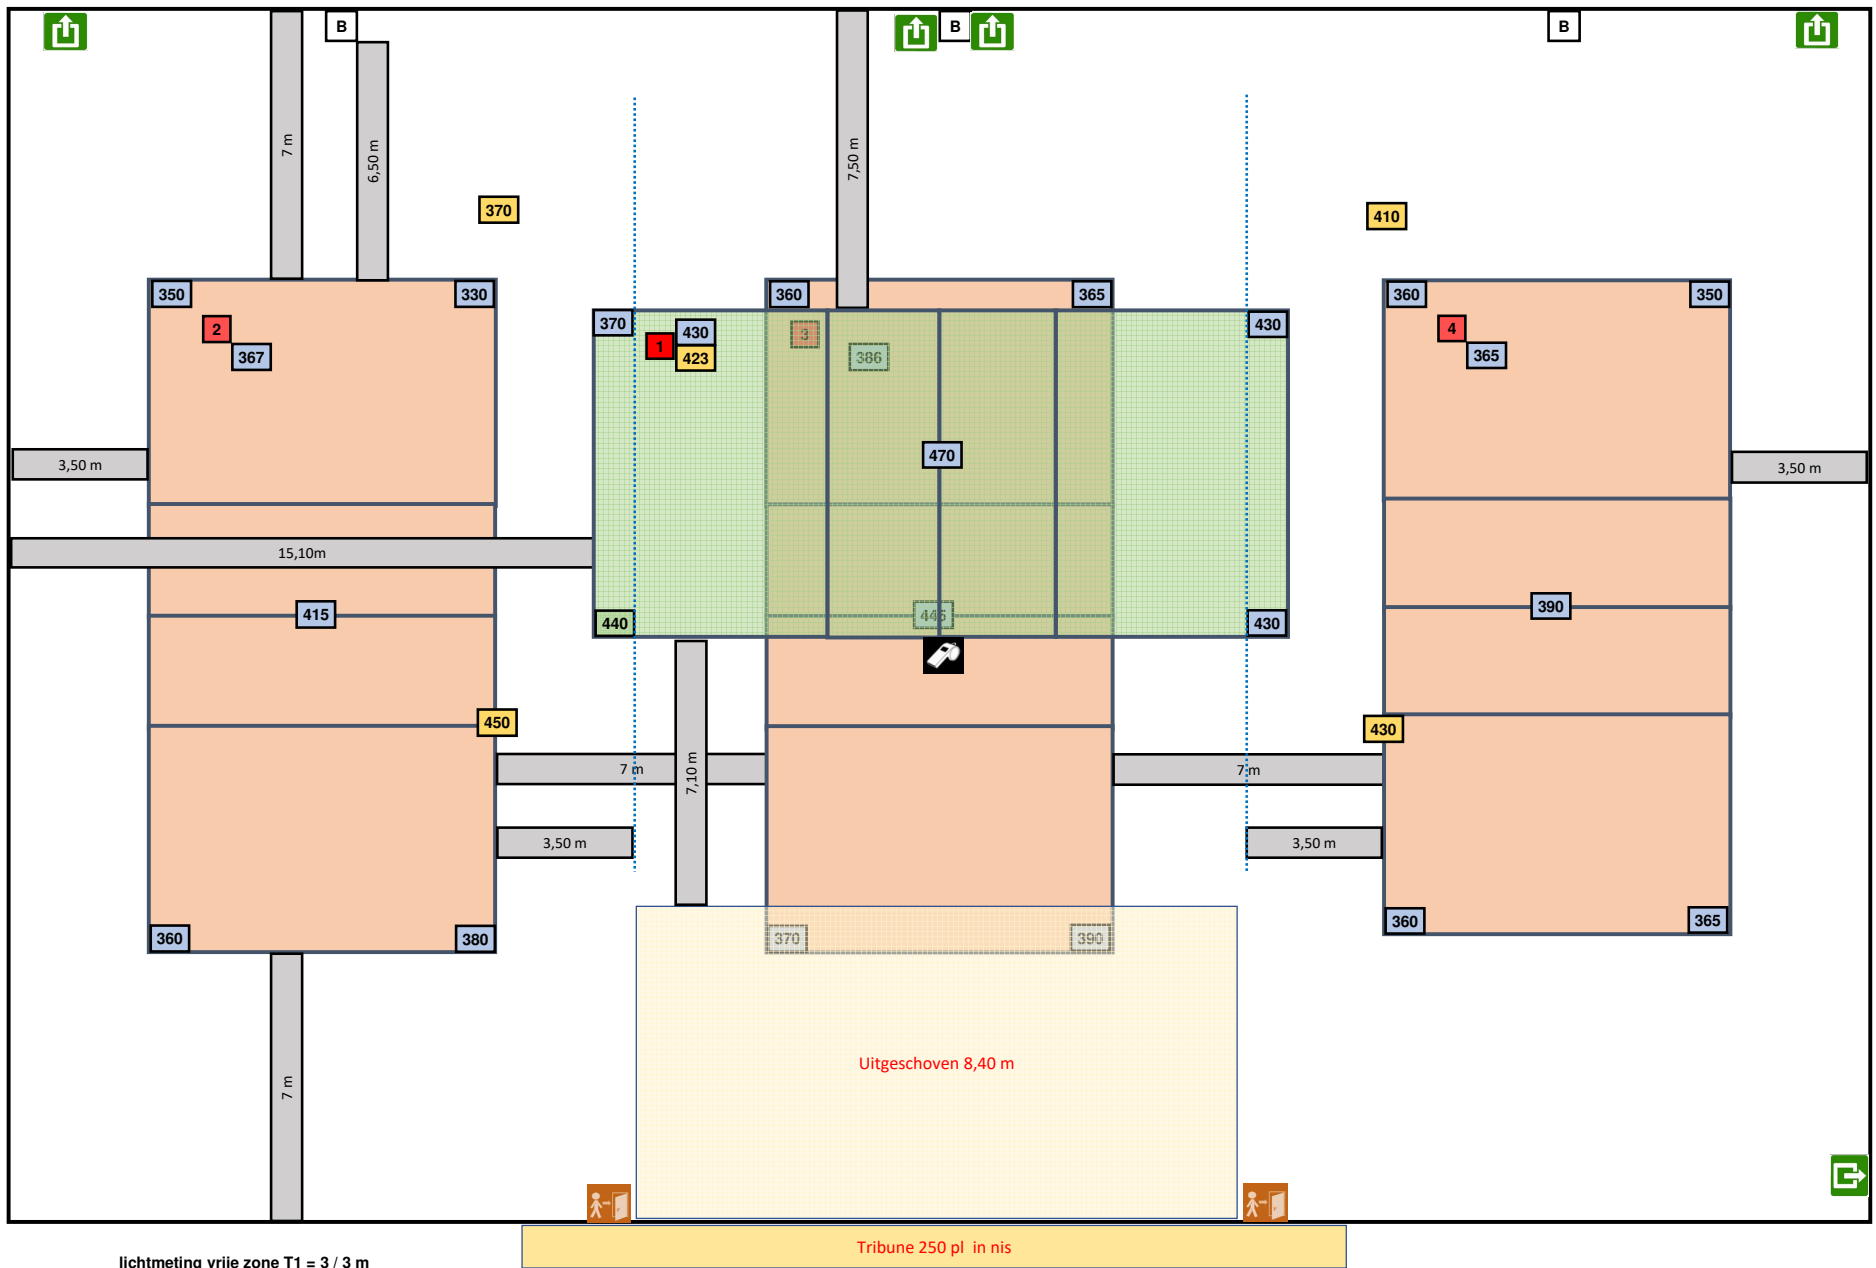 B
B
B
7 m
6,50 m
7,50 m
370
410
350
330
360
365
360
350
2
367
370
1
430
423
3
386
430
4
365
3,50 m
470
3,50 m
15,10m
415
440
446
430
390
450
430
7 m
7,10 m
7 m
3,50 m
3,50 m
360
380
370
390
360
365
7 m
Uitgeschoven 8,40 m
Tribune 250 pl in nis
lichtmeting vrije zone T1 = 3 / 3 m